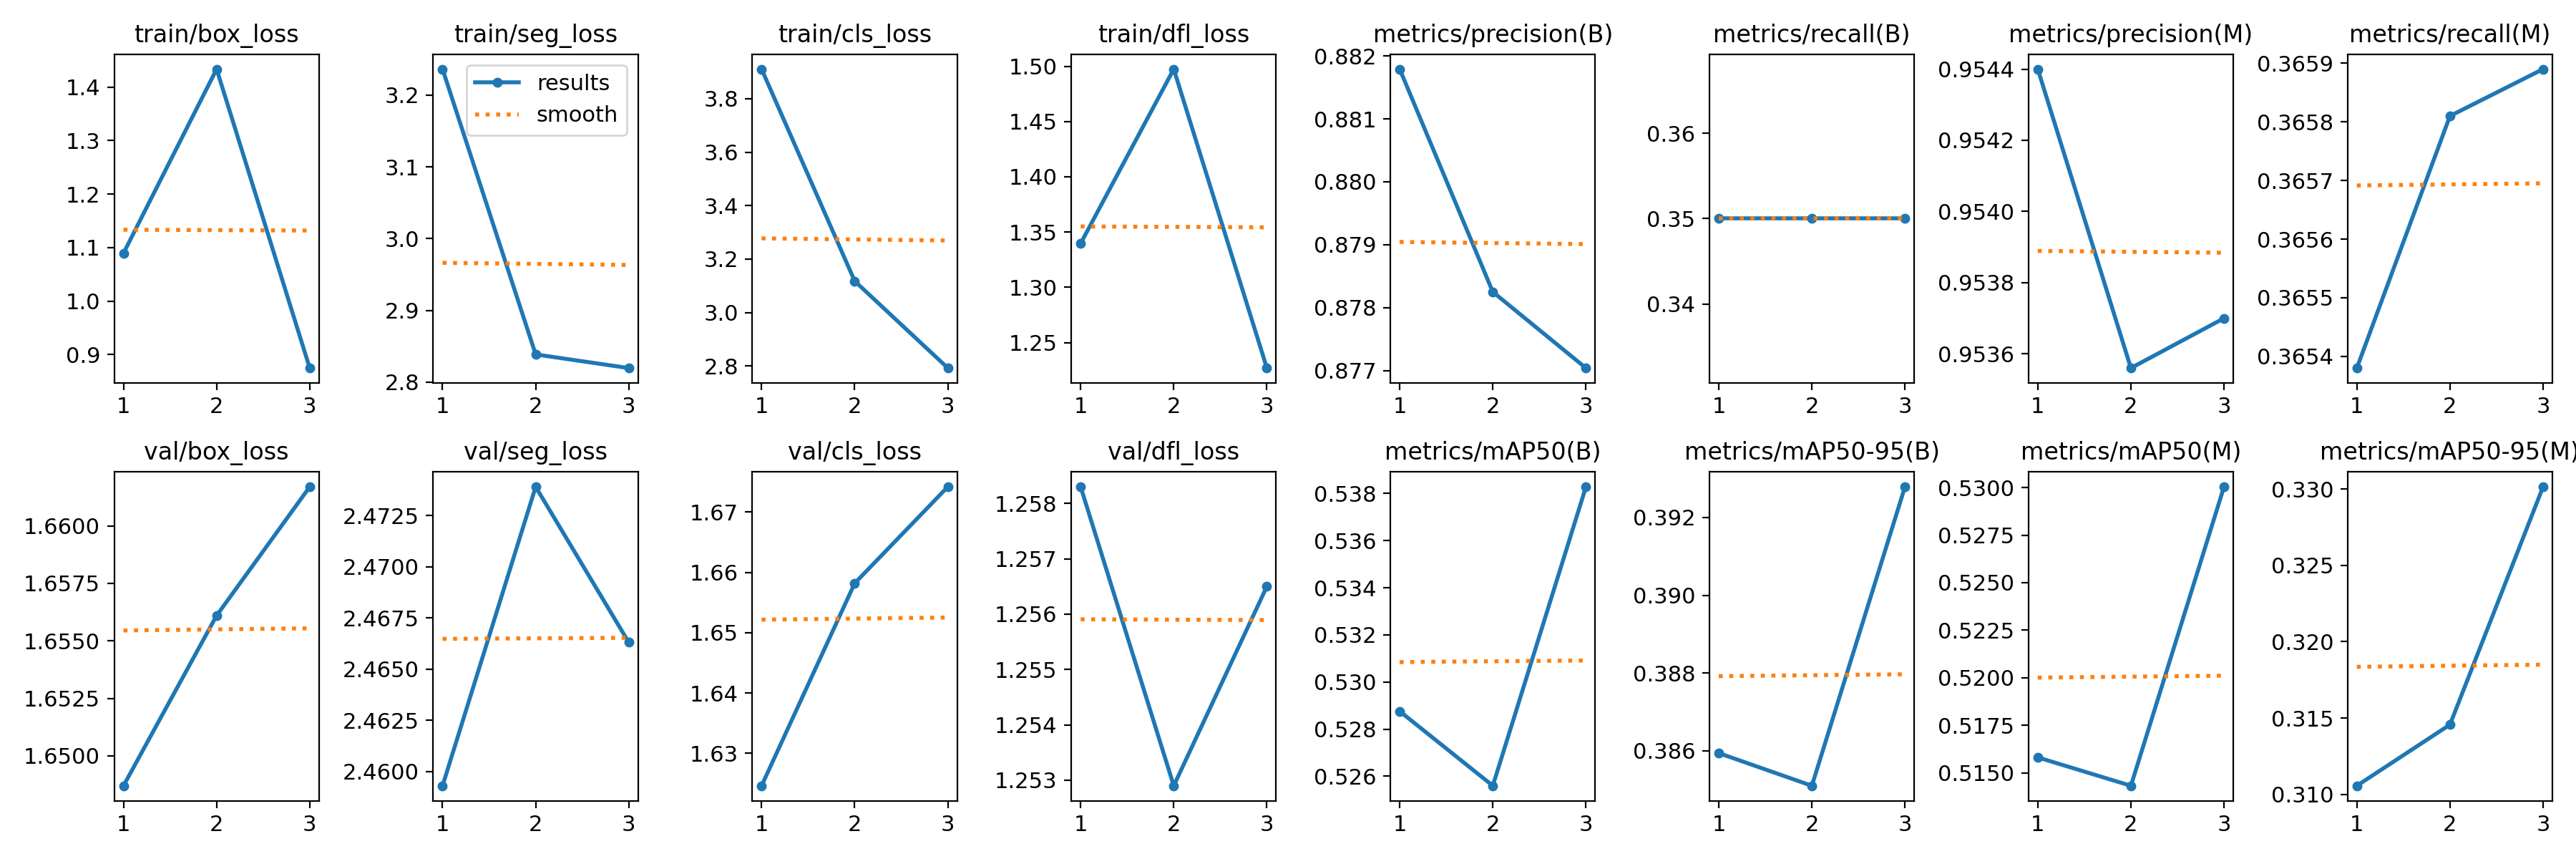 train/box_loss
1.4
1.3
1.2
1.1
1.0
0.9
1 2 3
train/seg_loss
results
smooth
3.2
3.1
3.0
2.9
2.8
1 2 3
train/cls_loss
3.8
3.6
3.4
3.2
3.0
2.8
1 2 3
train/dfl_loss
1.50
1.45
1.40
1.35
1.30
1.25
1 2 3
metrics/precision(B)
0.882
0.881
0.880
0.879
0.878
0.877
1 2 3
metrics/recall(B)
0.36
0.35
0.34
1 2 3
metrics/precision(M)
0.9544
0.9542
0.9540
0.9538
0.9536
1 2 3
metrics/recall(M)
0.3659
0.3658
0.3657
0.3656
0.3655
0.3654
1 2 3
val/box_loss
1.6600
1.6575
1.6550
1.6525
1.6500
1 2 3
val/seg_loss
2.4725
2.4700
2.4675
2.4650
2.4625
2.4600
1 2 3
val/cls_loss
1.67
1.66
1.65
1.64
1.63
1 2 3
val/dfl_loss
1.258
1.257
1.256
1.255
1.254
1.253
1 2 3
metrics/mAP50(B)
0.538
0.536
0.534
0.532
0.530
0.528
0.526
1 2 3
metrics/mAP50-95(B)
0.392
0.390
0.388
0.386
1 2 3
metrics/mAP50(M)
0.5300
0.5275
0.5250
0.5225
0.5200
0.5175
0.5150
1 2 3
metrics/mAP50-95(M)
0.330
0.325
0.320
0.315
0.310
1 2 3